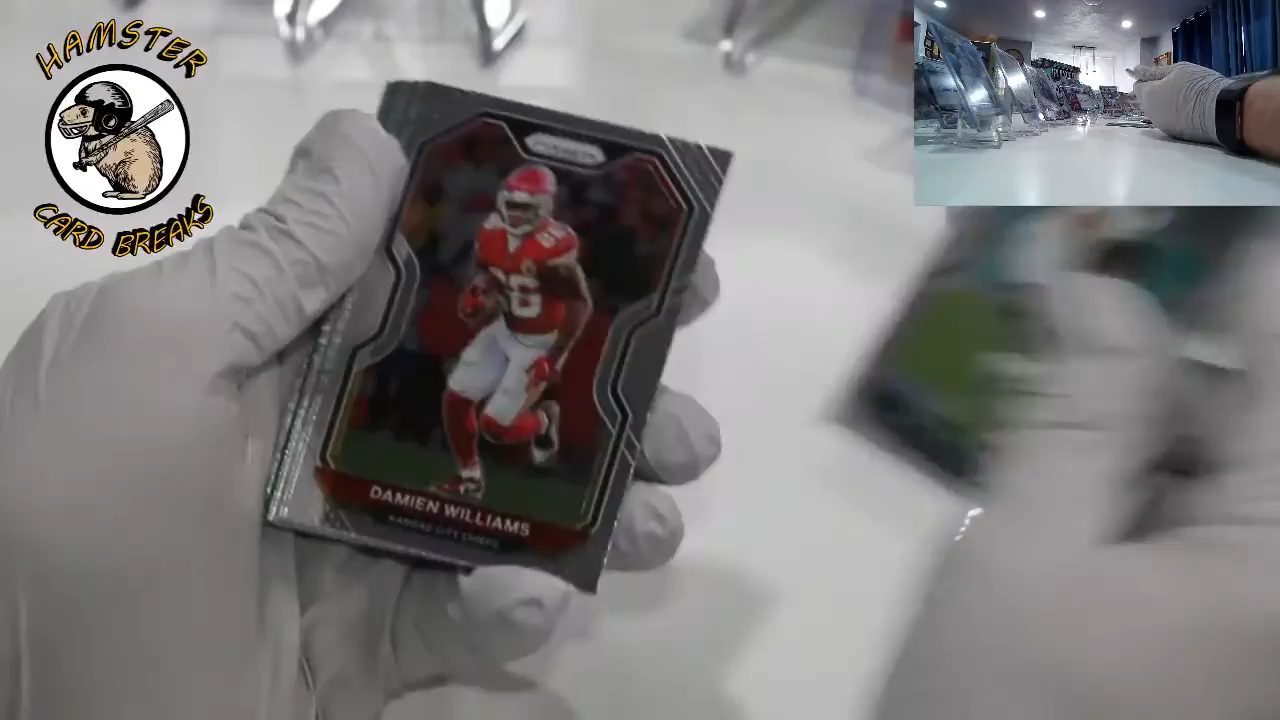 HAMSTER
CARD BREAKS
PRIZM
DAMIEN WILLIAMS
KANSAS CITY CHIEFS